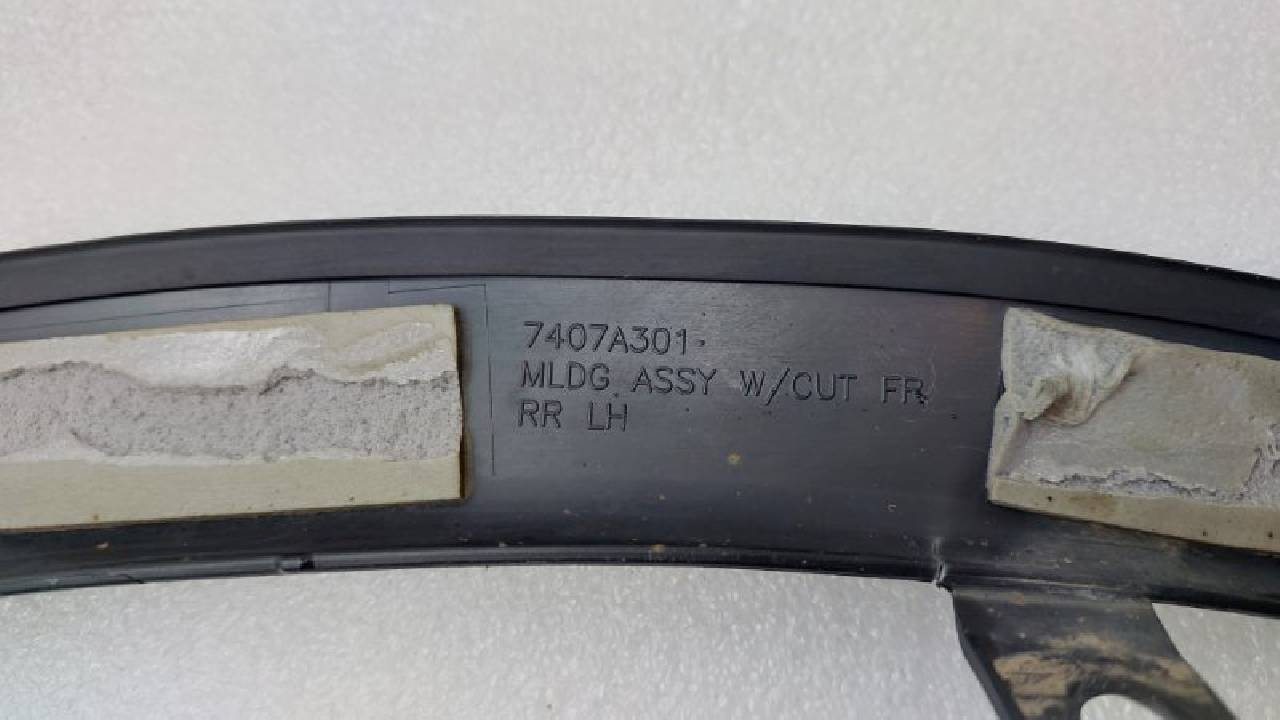 7407A301
MLDG ASSY W/CUT FR
RR LH